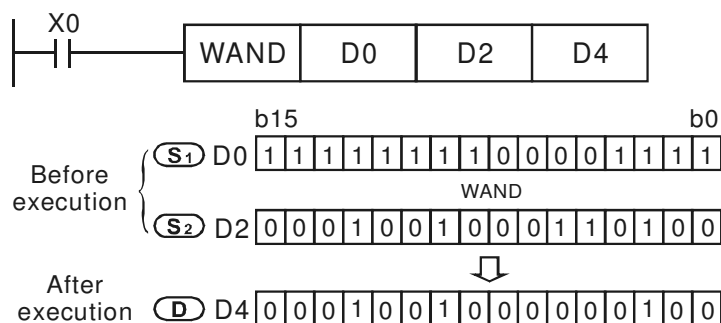 X0
WAND D0 D2 D4
b15 b0
S1 D0 1 1 1 1 1 1 1 1 0 0 0 0 1 1 1 1
Before
execution
WAND
S2 D2 0 0 0 1 0 0 1 0 0 0 1 1 0 1 0 0
After
execution D D4 0 0 0 1 0 0 1 0 0 0 0 0 0 1 0 0